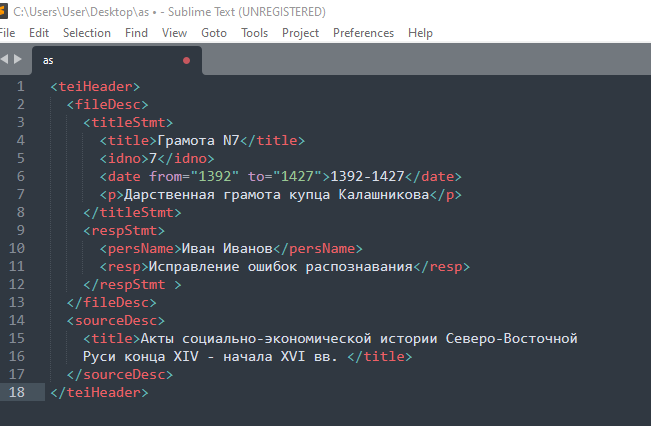 C:\Users\User\Desktop\as • - Sublime Text (UNREGISTERED)
File Edit Selection Find View Goto Tools Project Preferences Help
as
1 <teiHeader>
2 <fileDesc>
3 <titleStmt>
4 <title>Грамота N7</title>
5 <idno>7</idno>
6 <date from="1392" to="1427">1392-1427</date>
7 <p>Дарственная грамота купца Калашникова</p>
8 </titleStmt>
9 <respStmt>
10 <persName>Иван Иванов</persName>
11 <resp>Исправление ошибок распознавания</resp>
12 </respStmt >
13 </fileDesc>
14 <sourceDesc>
15 <title>Акты социально-экономической истории Северо-Восточной
16 Руси конца XIV - начала XVI вв. </title>
17 </sourceDesc>
18 </teiHeader>